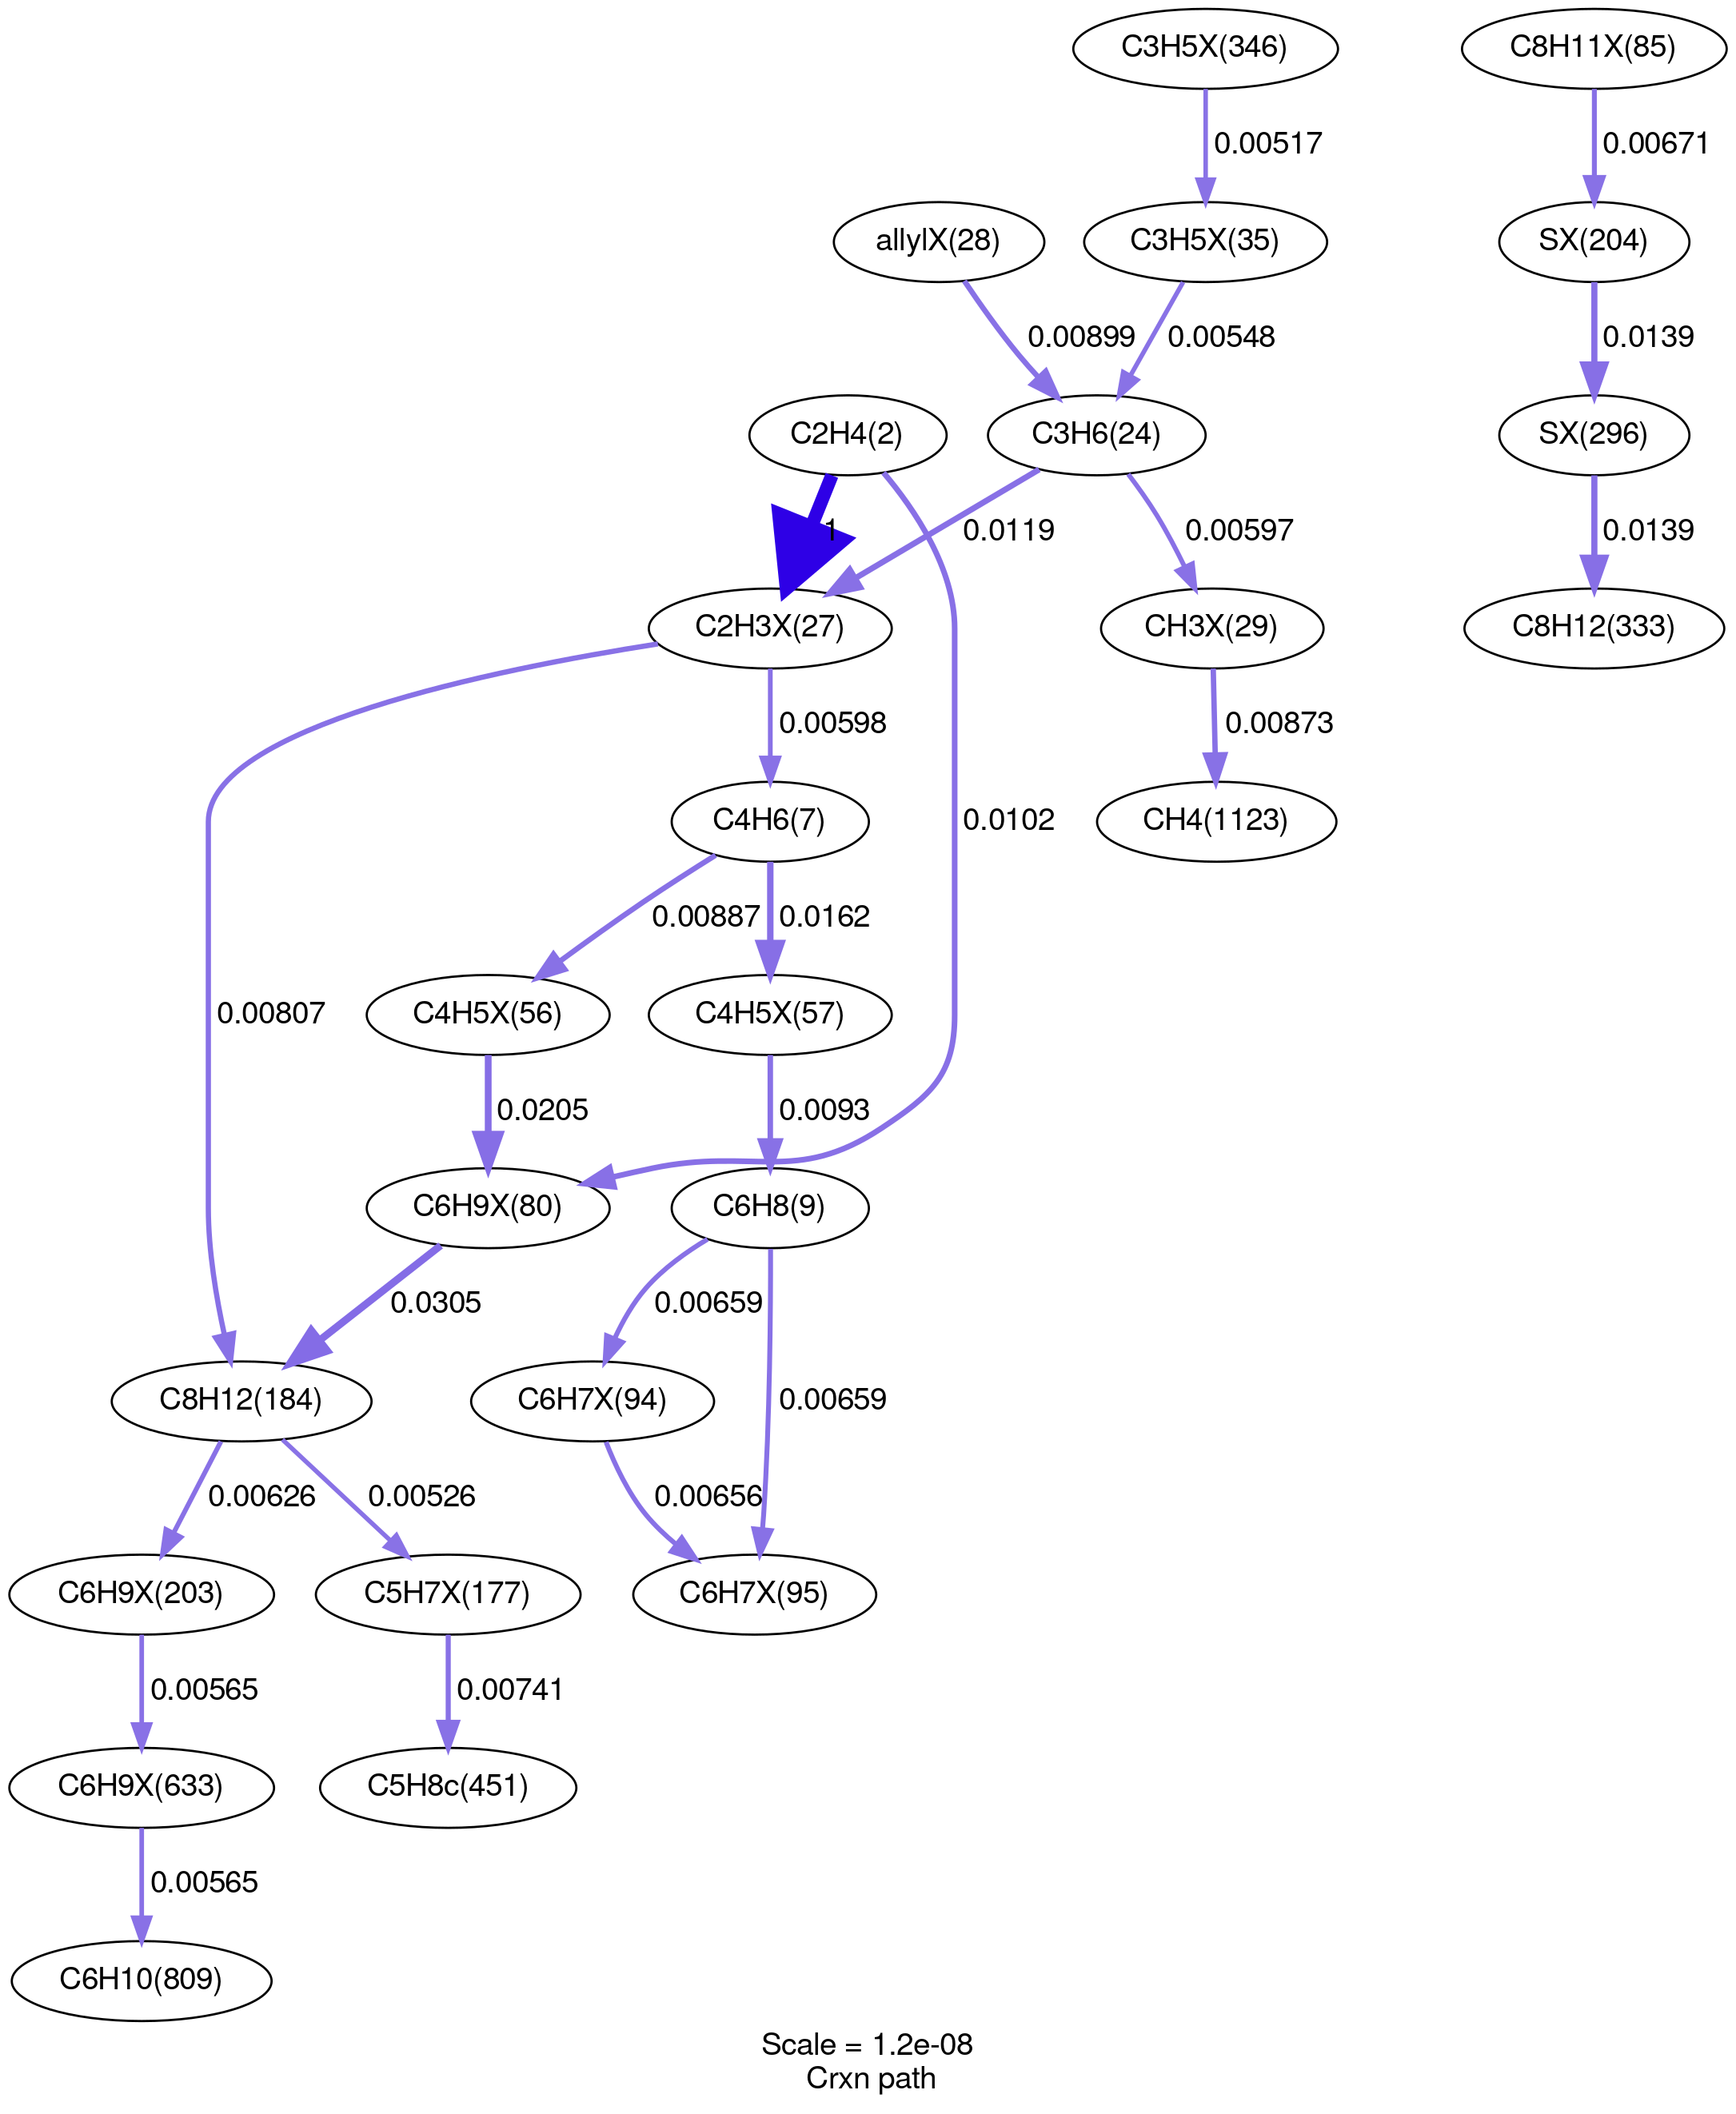 C3H5X(346)
C8H11X(85)
0.00517
0.00671
allylX(28)
C3H5X(35)
SX(204)
0.00899
0.00548
0.0139
C2H4(2)
C3H6(24)
SX(296)
1
0.0119
0.00597
0.0139
C2H3X(27)
CH3X(29)
C8H12(333)
0.00598
0.00873
C4H6(7)
0.0102
CH4(1123)
0.00887
0.0162
0.00807
C4H5X(56)
C4H5X(57)
0.0205
0.0093
C6H9X(80)
C6H8(9)
0.0305
0.00659
0.00659
C8H12(184)
C6H7X(94)
0.00626
0.00526
0.00656
C6H9X(203)
C5H7X(177)
C6H7X(95)
0.00565
0.00741
C6H9X(633)
C5H8c(451)
0.00565
C6H10(809)
Scale = 1.2e-08
Crxn path